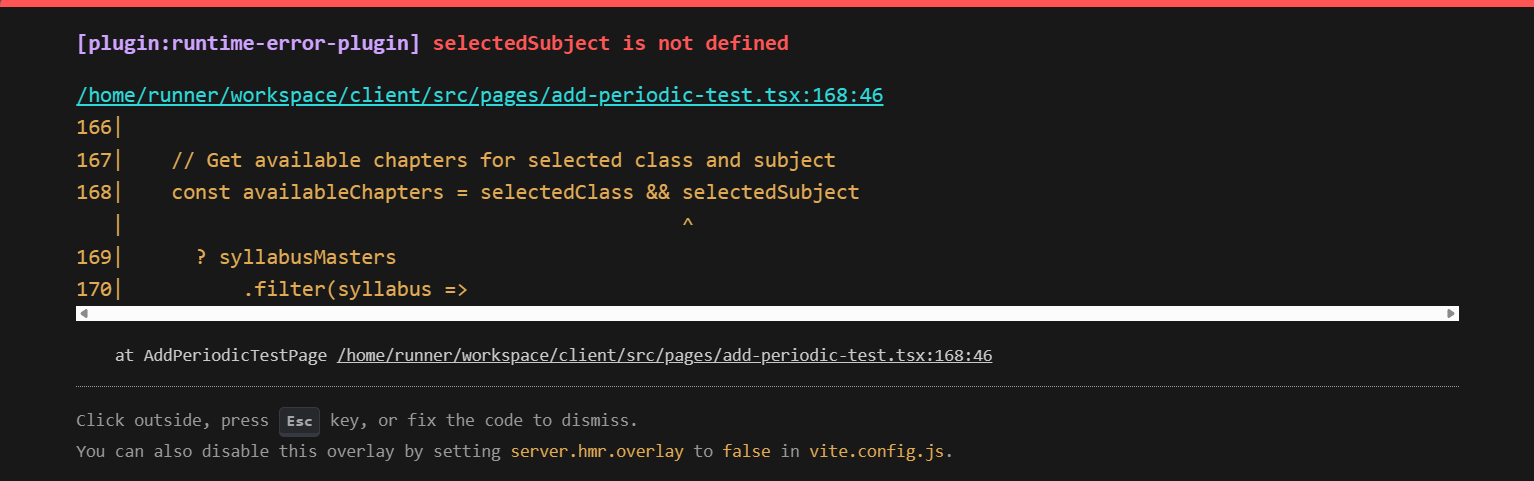 [plugin:runtime-error-plugin] selectedSubject is not defined
/home/runner/workspace/client/src/pages/add-periodic-test.tsx:168:46
166|
167|    // Get available chapters for selected class and subject
168|    const availableChapters = selectedClass && selectedSubject
   |                                               ^
169|      ? syllabusMasters
170|          .filter(syllabus =>
at AddPeriodicTestPage /home/runner/workspace/client/src/pages/add-periodic-test.tsx:168:46
Click outside, press Esc key, or fix the code to dismiss.
You can also disable this overlay by setting server.hmr.overlay to false in vite.config.js.